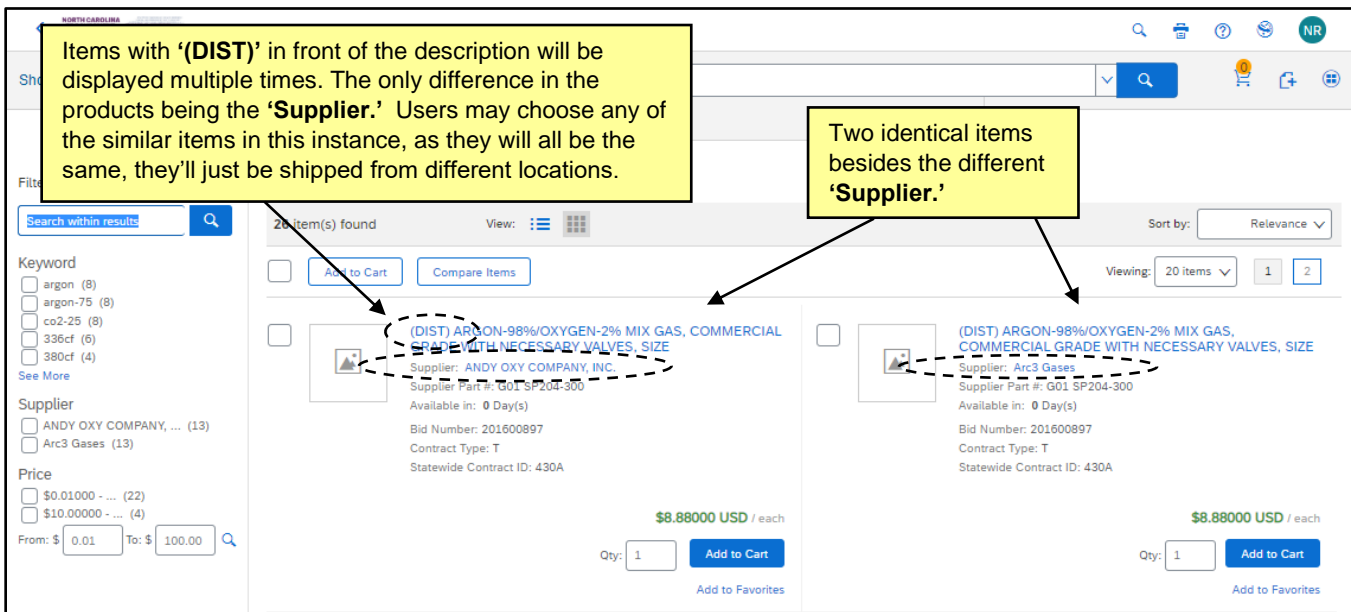 NORTH CAROLINA
NR
Items with ‘(DIST)’ in front of the description will be
displayed multiple times. The only difference in the
products being the ‘Supplier.’ Users may choose any of
the similar items in this instance, as they will all be the
same, they’ll just be shipped from different locations.
Two identical items
besides the different
‘Supplier.’
0
Search within results
26 item(s) found
View:
Sort by:
Relevance
Add to Cart
Compare Items
Viewing:
20 items
1
2
Keyword
argon (8)
argon-75 (8)
co2-25 (8)
336cf (6)
380cf (4)
See More
Supplier
ANDY OXY COMPANY, ... (13)
Arc3 Gases (13)
Price
$0.01000 - ... (22)
$10.00000 - ... (4)
From: $ 0.01 To: $ 100.00
(DIST) ARGON-98%/OXYGEN-2% MIX GAS, COMMERCIAL
GRADE WITH NECESSARY VALVES, SIZE
Supplier: ANDY OXY COMPANY, INC.
Supplier Part #: G01 SP204-300
Available in: 0 Day(s)
Bid Number: 201600897
Contract Type: T
Statewide Contract ID: 430A
$8.88000 USD / each
Qty: 1
Add to Cart
Add to Favorites
(DIST) ARGON-98%/OXYGEN-2% MIX GAS,
COMMERCIAL GRADE WITH NECESSARY VALVES, SIZE
Supplier: Arc3 Gases
Supplier Part #: G01 SP204-300
Available in: 0 Day(s)
Bid Number: 201600897
Contract Type: T
Statewide Contract ID: 430A
$8.88000 USD / each
Qty: 1
Add to Cart
Add to Favorites